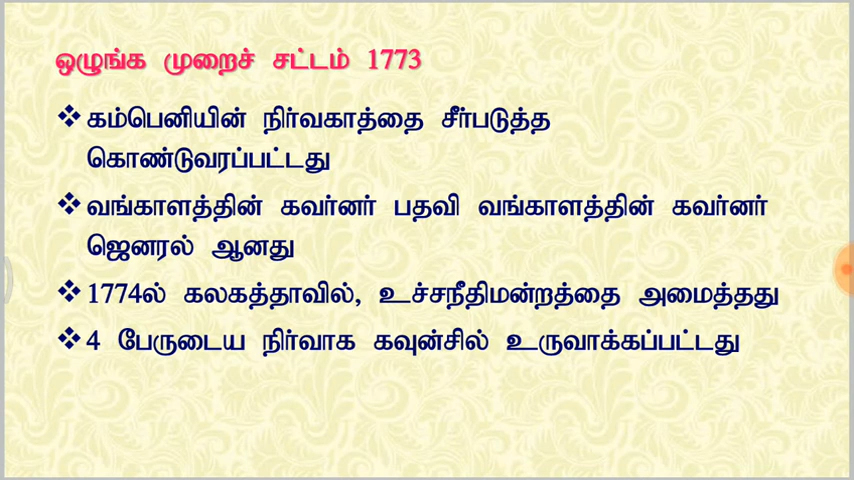 ஒழுங்க முறைச் சட்டம் 1773
❖ கம்பெனியின் நிர்வகாத்தை சீர்படுத்த
கொண்டுவரப்பட்டது
❖ வங்காளத்தின் கவர்னர் பதவி வங்காளத்தின் கவர்னர்
ஜெனரல் ஆனது
❖ 1774ல் கலகத்தாவில், உச்சநீதிமன்றத்தை அமைத்தது
❖ 4 பேருடைய நிர்வாக கவுன்சில் உருவாக்கப்பட்டது